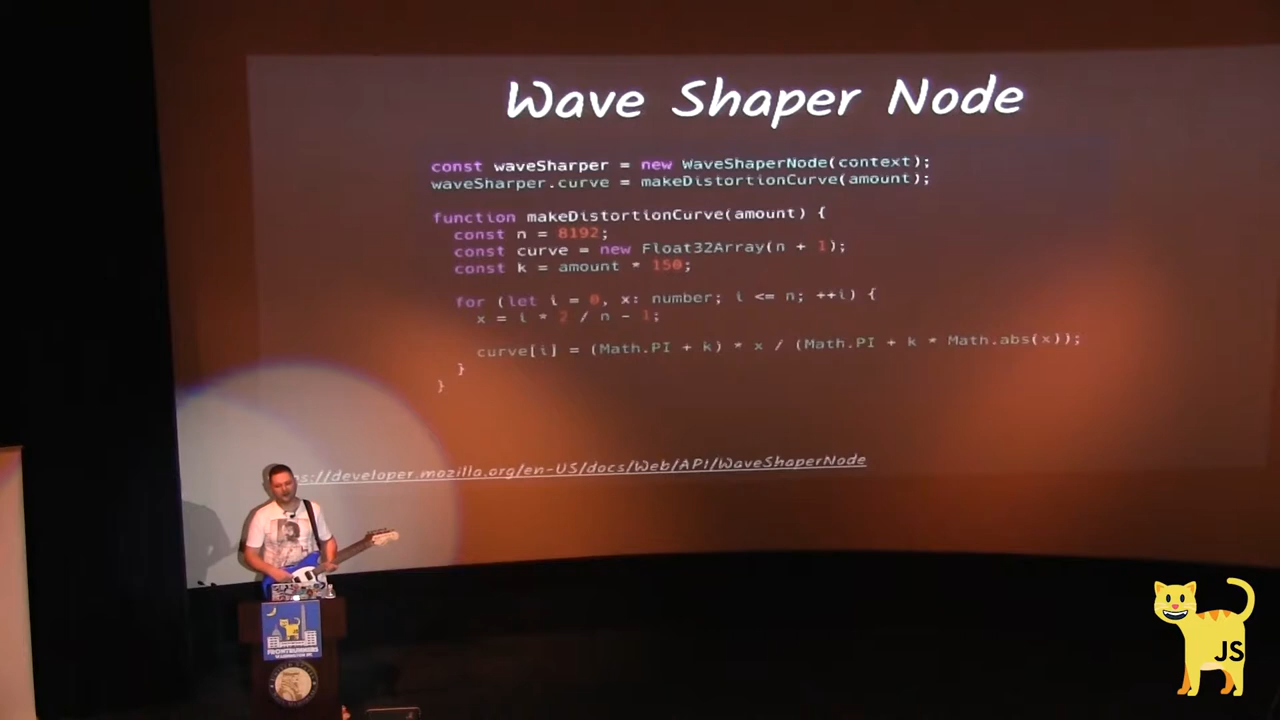 Wave Shaper Node
const waveSharper = new WaveShaperNode(context);
waveSharper.curve = makeDistortionCurve(amount);
function makeDistortionCurve(amount) {
const n = 8192;
const curve = new Float32Array(n + 1);
const k = amount * 150;
for (let i = 0, x: number; i <= n; ++i) {
x = i * 2 / n - 1;
curve[i] = (Math.PI + k) * x / (Math.PI + k * Math.abs(x));
}
}
s://developer.mozilla.org/en-US/docs/Web/API/WaveShaperNode
FRONTRUNNERS
JS